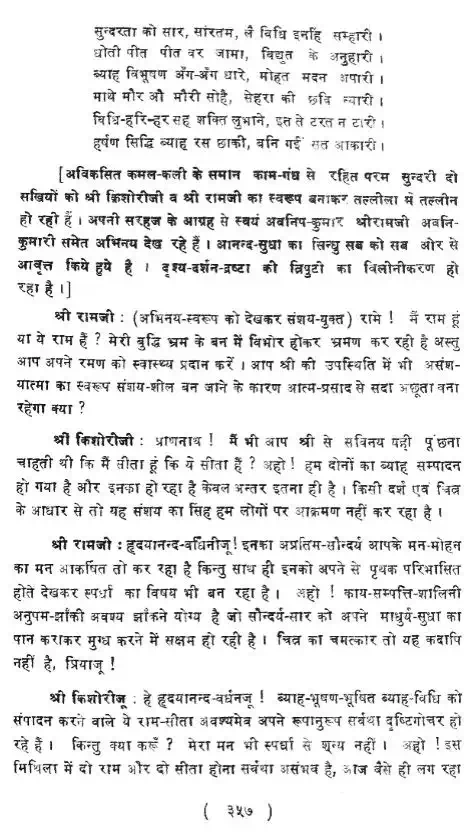 सुन्दरता को सार, सांरतम, लै विधि इनहिं सम्हारी ।
धोती पीत पीत वर जामा, विद्युत के अनुहारी ।
ब्याह विभूषण अँग-अँग धारे, मोहत मदन अपारी ।
माथे मौर औ मौरी सोहै, सेहरा की छवि न्यारी ।
विधि-हरि-हर सह शक्ति लुभाने, इत ते टरत न टारी ।
हर्षण सिद्धि ब्याह रस छाकी, बनि गईं सत आकारी ।
[अविकसित कमल-कली के समान काम-गंध से रहित परम सुन्दरी दो
सखियों को श्री किशोरीजी व श्री रामजी का स्वरूप बनाकर तल्लीला में तल्लीन
हो रही हैं । अपनी सरहज के आग्रह से स्वयं अवनिप-कुमार श्रीरामजी अवनि-
कुमारी समेत अभिनय देख रहे हैं । आनन्द-सुधा का सिन्धु सब को सब ओर से
आवृत्त किये हुये है । दृश्य-दर्शन-द्रष्टा की त्रिपुटी का विलीनीकरण हो
रहा है ।]
श्री रामजी : (अभिनय-स्वरूप को देखकर संशय-युक्त) रामे ! मैं राम हूं
या ये राम हैं ? मेरी बुद्धि भ्रम के बन में विभोर होकर भ्रमण कर रही है अस्तु
आप अपने रमण को स्वास्थ्य प्रदान करें । आप श्री की उपस्थिति में भी असंश-
यात्मा का स्वरूप संशय-शील बन जाने के कारण आत्म-प्रसाद से सदा अछूता बना
रहेगा क्या ?
श्री किशोरीजी : प्राणनाथ ! मैं भी आप श्री से सविनय यही पूंछना
चाहती थी कि मैं सीता हूं कि ये सीता हैं ? अहो ! हम दोनों का ब्याह सम्पादन
हो गया है और इनका हो रहा है केवल अन्तर इतना ही है । किसी दर्श एवं चित्र
के आधार से तो यह संशय का सिंह हम लोगों पर आक्रमण नहीं कर रहा है ।
श्री रामजी : हृदयानन्द-वर्धिनीजू ! इनका अप्रतिम-सौन्दर्य आपके मन-मोहन
का मन आकर्षित तो कर रहा है किन्तु साथ ही इनको अपने से पृथक परिभासित
होते देखकर स्पर्धा का विषय भी बन रहा है । अहो ! काय-सम्पत्ति-शालिनी
अनुपम-झाँकी अवश्य झाँकने योग्य है जो सौन्दर्य-सार को अपने माधुर्य-सुधा का
पान कराकर मुग्ध करने में सक्षम हो रही है । चित्र का चमत्कार तो यह कदापि
नहीं है, प्रियाजू !
श्री किशोरीजू : हे हृदयानन्द-वर्धनजू ! ब्याह-भूषण-भूषित ब्याह-विधि को
संपादन करने वाले ये राम-सीता अवश्यमेव अपने रूपानुरूप सर्वथा दृष्टिगोचर हो
रहे हैं । किन्तु क्या करूँ ? मेरा मन भी स्पर्धा से शून्य नहीं । अहो ! इस
मिथिला में दो राम और दो सीता होना सर्वथा असंभव है, आज वैसे ही लग रहा
( ३५७ )